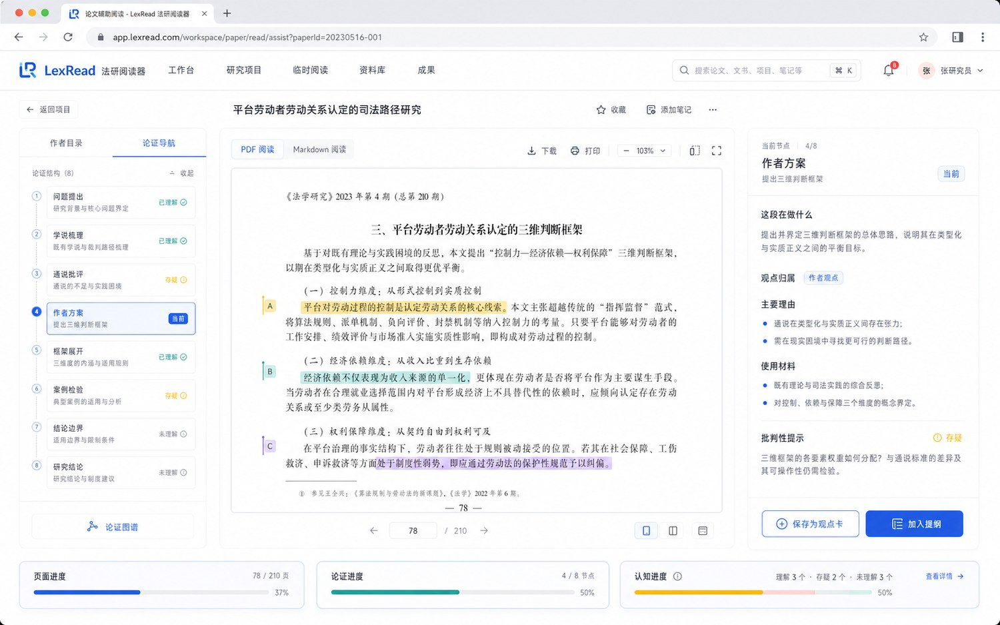 论文辅助阅读 - LexRead 法研阅读器
app.lexread.com/workspace/paper/read/assist?paperId=20230516-001
LexRead 法研阅读器
工作台
研究项目
临时阅读
资料库
成果
搜索论文、文书、项目、笔记等
⌘ K
8
张
张研究员
返回项目
平台劳动者劳动关系认定的司法路径研究
收藏
添加笔记
作者目录
论证导航
论证结构（8）
收起
1
问题提出
研究背景与核心问题界定
已理解
2
学说梳理
既有学说与裁判路径梳理
已理解
3
通说批评
通说的不足与实践困境
存疑
4
作者方案
提出三维判断框架
当前
5
框架展开
三维度的内涵与适用规则
已理解
6
案例检验
典型案例的适用与分析
存疑
7
结论边界
适用边界与限制条件
未理解
8
研究结论
研究结论与制度建议
未理解
论证图谱
PDF 阅读
Markdown 阅读
下载
打印
103%
《法学研究》2023 年第 4 期（总第 210 期）
三、平台劳动者劳动关系认定的三维判断框架
基于对既有理论与实践困境的反思，本文提出“控制力—经济依赖—权利保障”三维判断框架，
以期在类型化与实质正义之间取得更优平衡。
（一）控制力维度：从形式控制到实质控制
A
平台对劳动过程的控制是认定劳动关系的核心线索。本文主张超越传统的“指挥监督”范式，
将算法规则、派单机制、负向评价、封禁机制等纳入控制力的考量。只要平台能够对劳动者的
工作安排、绩效评价与市场准入实施实质性影响，即构成对劳动过程的控制。
（二）经济依赖维度：从收入比重到生存依赖
B
经济依赖不仅表现为收入来源的单一化，更体现在劳动者是否将平台作为主要谋生手段。
当劳动者在合理就业选择范围内对平台形成经济上不具替代性的依赖时，应倾向认定存在劳动
关系或至少类劳务从属性。
（三）权利保障维度：从契约自由到权利可及
C
在平台治理的事实结构下，劳动者往往处于规则被动接受的位置。若其在社会保障、工伤
救济、申诉救济等方面处于制度性弱势，即应通过劳动法的保护性规范予以纠偏。
① 参见王全兴：《算法规制与劳动法的新课题》，《法学》2022 年第 6 期。
— 78 —
78
/ 210
当前节点
4/8
作者方案
提出三维判断框架
当前
这段在做什么
提出并界定三维判断框架的总体思路，说明其在类型化
与实质正义之间的平衡目标。
观点归属
作者观点
主要理由
通说在类型化与实质正义间存在张力；
需在现实困境中寻找更可行的判断路径。
使用材料
既有理论与司法实践的综合反思；
对控制、依赖与保障三个维度的概念界定。
批判性提示
存疑
三维框架的各要素权重如何分配？与通说标准的差异及
其可操作性仍需检验。
保存为观点卡
加入提纲
页面进度
78 / 210 页
37%
论证进度
4 / 8 节点
50%
认知进度
理解 3 个 · 存疑 2 个 · 未理解 3 个
查看详情
50%